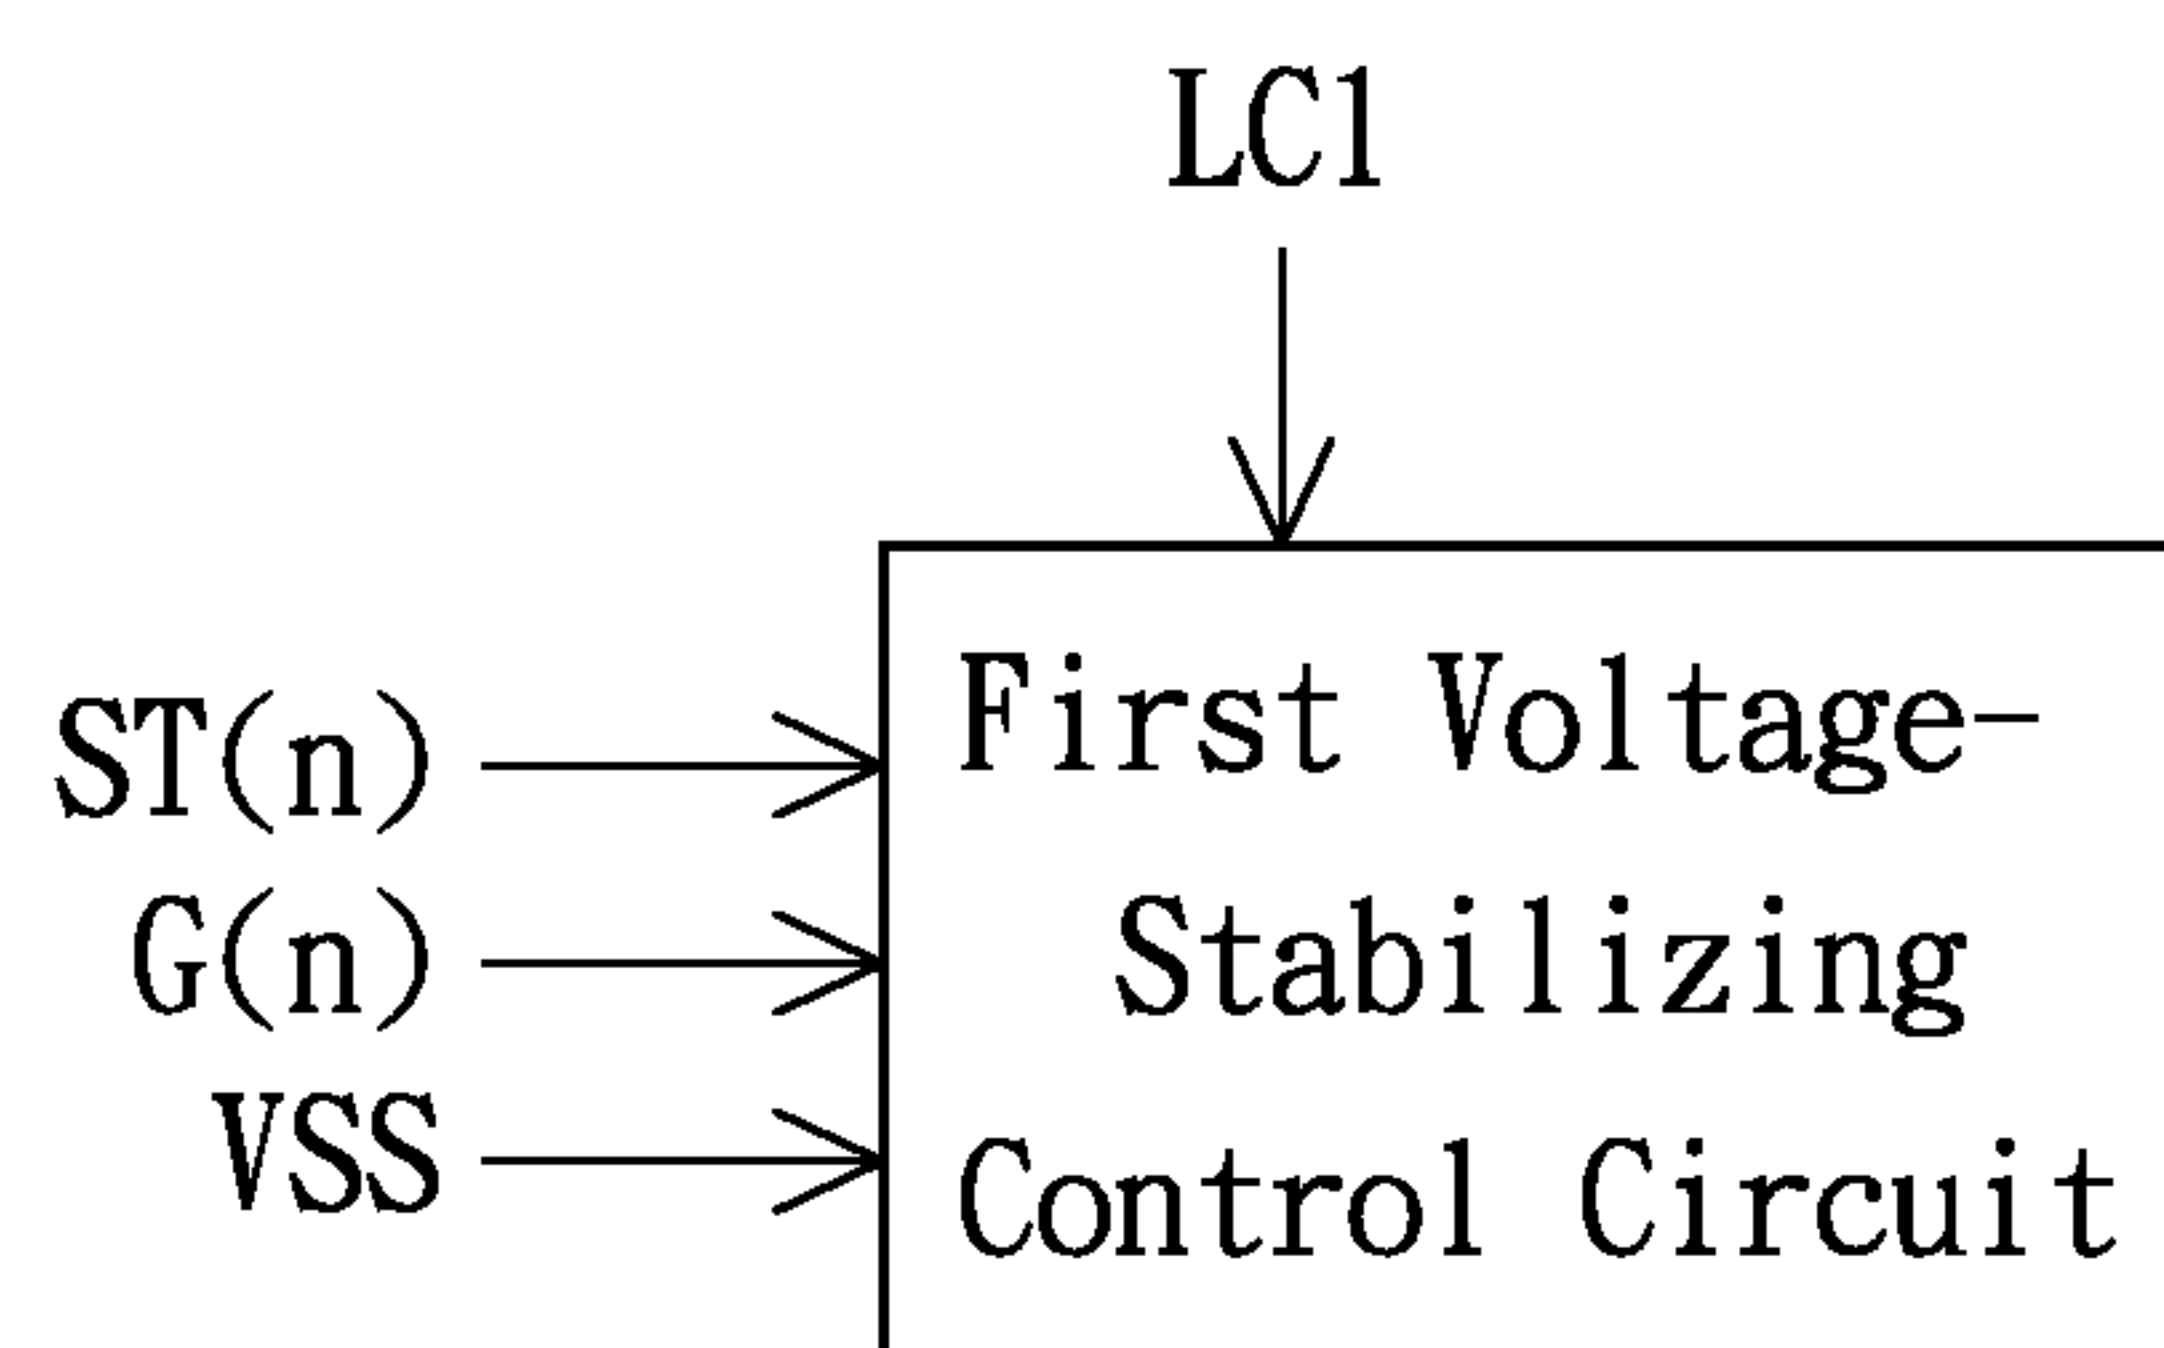 LC1
ST(n)
G(n)
VSS
First Voltage-
Stabilizing
Control Circuit